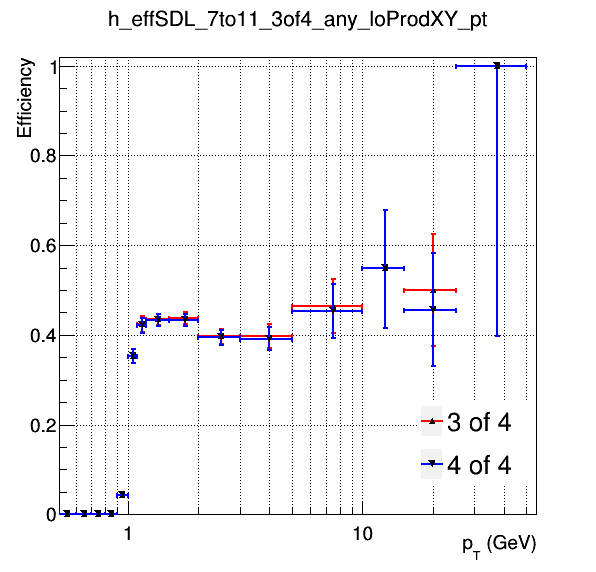 h_effSDL_7to11_3of4_any_loProdXY_pt
Efficiency
1
0.8
0.6
0.4
0.2
0
3 of 4
4 of 4
1
10
p_T (GeV)